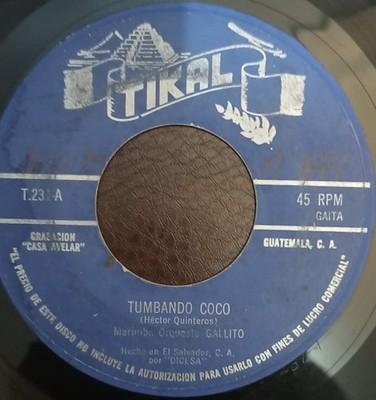 TIKAL
T.231-A
45 RPM
GAITA
GRABACION
"CASA AVELAR"
GUATEMALA, C. A.
TUMBANDO COCO
(Héctor Quinteros)
Marimba Orquesta GALLITO
Hecho en El Salvador, C. A.
por "DICESA"
"EL PRECIO DE ESTE DISCO NO INCLUYE LA AUTORIZACION PARA USARLO CON FINES DE LUCRO COMERCIAL"